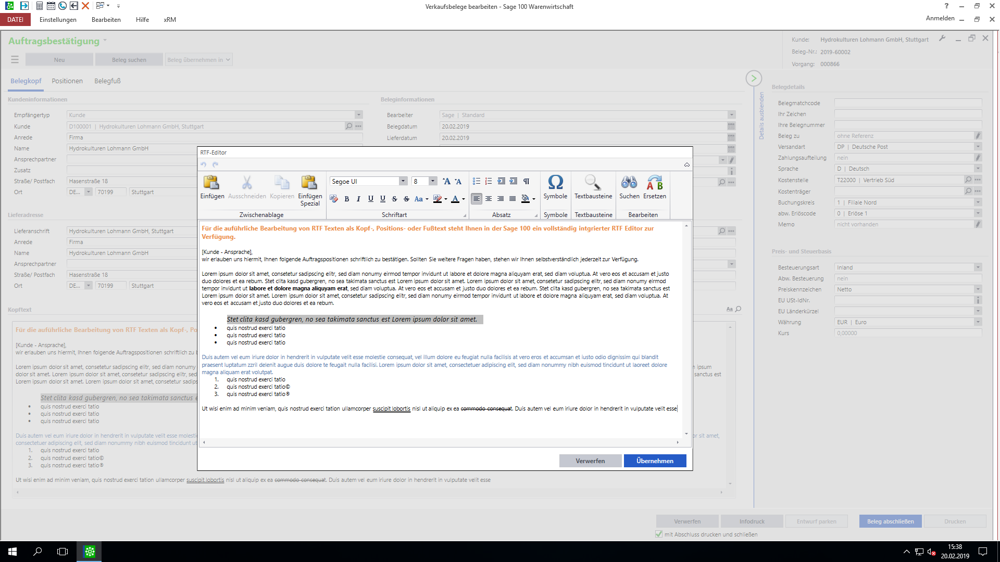 Verkaufsbelege bearbeiten - Sage 100 Warenwirtschaft
DATEI Einstellungen Bearbeiten Hilfe xRM
Anmelden
Auftragsbestätigung
Kunde: Hydrokulturen Lohmann GmbH, Stuttgart
Beleg-Nr.: 2019-60002
Vorgang: 000866
Neu Beleg suchen Beleg übernehmen in
Belegkopf Positionen Belegfuß
Kundeninformationen
Empfängertyp Kunde
Kunde D100001 | Hydrokulturen Lohmann GmbH, Stuttgart
Anrede Firma
Name Hydrokulturen Lohmann GmbH
Ansprechpartner
Zusatz
Straße/ Postfach Hasenstraße 18
Ort DE... 70199 Stuttgart
Lieferadresse
Lieferanschrift Hydrokulturen Lohmann GmbH, Stuttgart
Anrede Firma
Name Hydrokulturen Lohmann GmbH
Ansprechpartner
Straße/ Postfach Hasenstraße 18
Ort DE... 70199 Stuttgart
Beleginformationen
Bearbeiter Sage | Standard
Belegdatum 20.02.2019
Lieferdatum 20.02.2019
Details ausblenden
Belegdetails
Belegmatchcode
Ihr Zeichen
Ihre Belegnummer
Beleg zu ohne Referenz
Versandart DP | Deutsche Post
Zahlungsaufteilung nein
Sprache D | Deutsch
Kostenstelle T22000 | Vertrieb Süd
Kostenträger
Buchungskreis 1 | Filiale Nord
abw. Erlöscode 0 | Erlöse 1
Memo nicht vorhanden
Preis- und Steuerbasis
Besteuerungsart Inland
Abw. Besteuerung nein
Preiskennzeichen Netto
EU USt-IdNr.
EU Länderkürzel
Währung EUR | Euro
Kurs 0,00000
RTF-Editor
Einfügen Ausschneiden Kopieren Einfügen Spezial
Zwischenablage
Segoe UI 8
Schriftart
Absatz
Symbole
Symbole
Textbausteine
Textbausteine
Suchen Ersetzen
Bearbeiten
Für die auführliche Bearbeitung von RTF Texten als Kopf-, Positions- oder Fußtext steht Ihnen in der Sage 100 ein vollständig intgrierter RTF Editor zur
Verfügung.
[Kunde - Ansprache],
wir erlauben uns hiermit, Ihnen folgende Auftragspositionen schriftlich zu bestätigen. Sollten Sie weitere Fragen haben, stehen wir Ihnen selbstverständlich jederzeit zur Verfügung.
Lorem ipsum dolor sit amet, consetetur sadipscing elitr, sed diam nonumy eirmod tempor invidunt ut labore et dolore magna aliquyam erat, sed diam voluptua. At vero eos et accusam et justo
duo dolores et ea rebum. Stet clita kasd gubergren, no sea takimata sanctus est Lorem ipsum dolor sit amet. Lorem ipsum dolor sit amet, consetetur sadipscing elitr, sed diam nonumy eirmod
tempor invidunt ut labore et dolore magna aliquyam erat, sed diam voluptua. At vero eos et accusam et justo duo dolores et ea rebum. Stet clita kasd gubergren, no sea takimata sanctus est
Lorem ipsum dolor sit amet. Lorem ipsum dolor sit amet, consetetur sadipscing elitr, sed diam nonumy eirmod tempor invidunt ut labore et dolore magna aliquyam erat, sed diam voluptua. At
vero eos et accusam et justo duo dolores et ea rebum.
Stet clita kasd gubergren, no sea takimata sanctus est Lorem ipsum dolor sit amet.
• quis nostrud exerci tatio
• quis nostrud exerci tatio
• quis nostrud exerci tatio
Duis autem vel eum iriure dolor in hendrerit in vulputate velit esse molestie consequat, vel illum dolore eu feugiat nulla facilisis at vero eros et accumsan et iusto odio dignissim qui blandit
praesent luptatum zzril delenit augue duis dolore te feugait nulla facilisi. Lorem ipsum dolor sit amet, consectetuer adipiscing elit, sed diam nonummy nibh euismod tincidunt ut laoreet dolore
magna aliquam erat volutpat.
1. quis nostrud exerci tatio
2. quis nostrud exerci tatio©
3. quis nostrud exerci tatio®
Ut wisi enim ad minim veniam, quis nostrud exerci tation ullamcorper suscipit lobortis nisl ut aliquip ex ea commodo consequat. Duis autem vel eum iriure dolor in hendrerit in vulputate velit esse
Verwerfen Übernehmen
Kopftext
Aa
Für die auführliche Bearbeitung von RTF Texten als Kopf-, Po
[Kunde - Ansprache],
wir erlauben uns hiermit, Ihnen folgende Auftragspositionen schriftlich zu b
Lorem ipsum dolor sit amet, consetetur sadipscing elitr, sed diam nonumy
n ipsum
dolor sit amet. Lorem ipsum dolor sit amet, consetetur sadipscing elitr, sed
sanctus est
Lorem ipsum dolor sit amet. Lorem ipsum dolor sit amet, consetetur sadips
Stet clita kasd gubergren, no sea takimata sanctus e
• quis nostrud exerci tatio
• quis nostrud exerci tatio
• quis nostrud exerci tatio
Duis autem vel eum iriure dolor in hendrerit in vulputate velit esse molestie
or sit amet,
consectetuer adipiscing elit, sed diam nonummy nibh euismod tincidunt ut
1. quis nostrud exerci tatio
2. quis nostrud exerci tatio©
3. quis nostrud exerci tatio®
Ut wisi enim ad minim veniam, quis nostrud exerci tation ullamcorper suscipit lobortis nisl ut aliquip ex ea commodo consequat. Duis autem vel eum iriure dolor in hendrerit in vulputate velit esse
Verwerfen Infodruck Entwurf parken Beleg abschließen Drucken
mit Abschluss drucken und schließen
15:38
20.02.2019